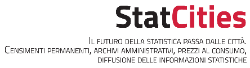 StatCities
IL FUTURO DELLA STATISTICA PASSA DALLE CITTÀ.
CENSIMENTI PERMANENTI, ARCHIVI AMMINISTRATIVI, PREZZI AL CONSUMO,
DIFFUSIONE DELLE INFORMAZIONI STATISTICHE